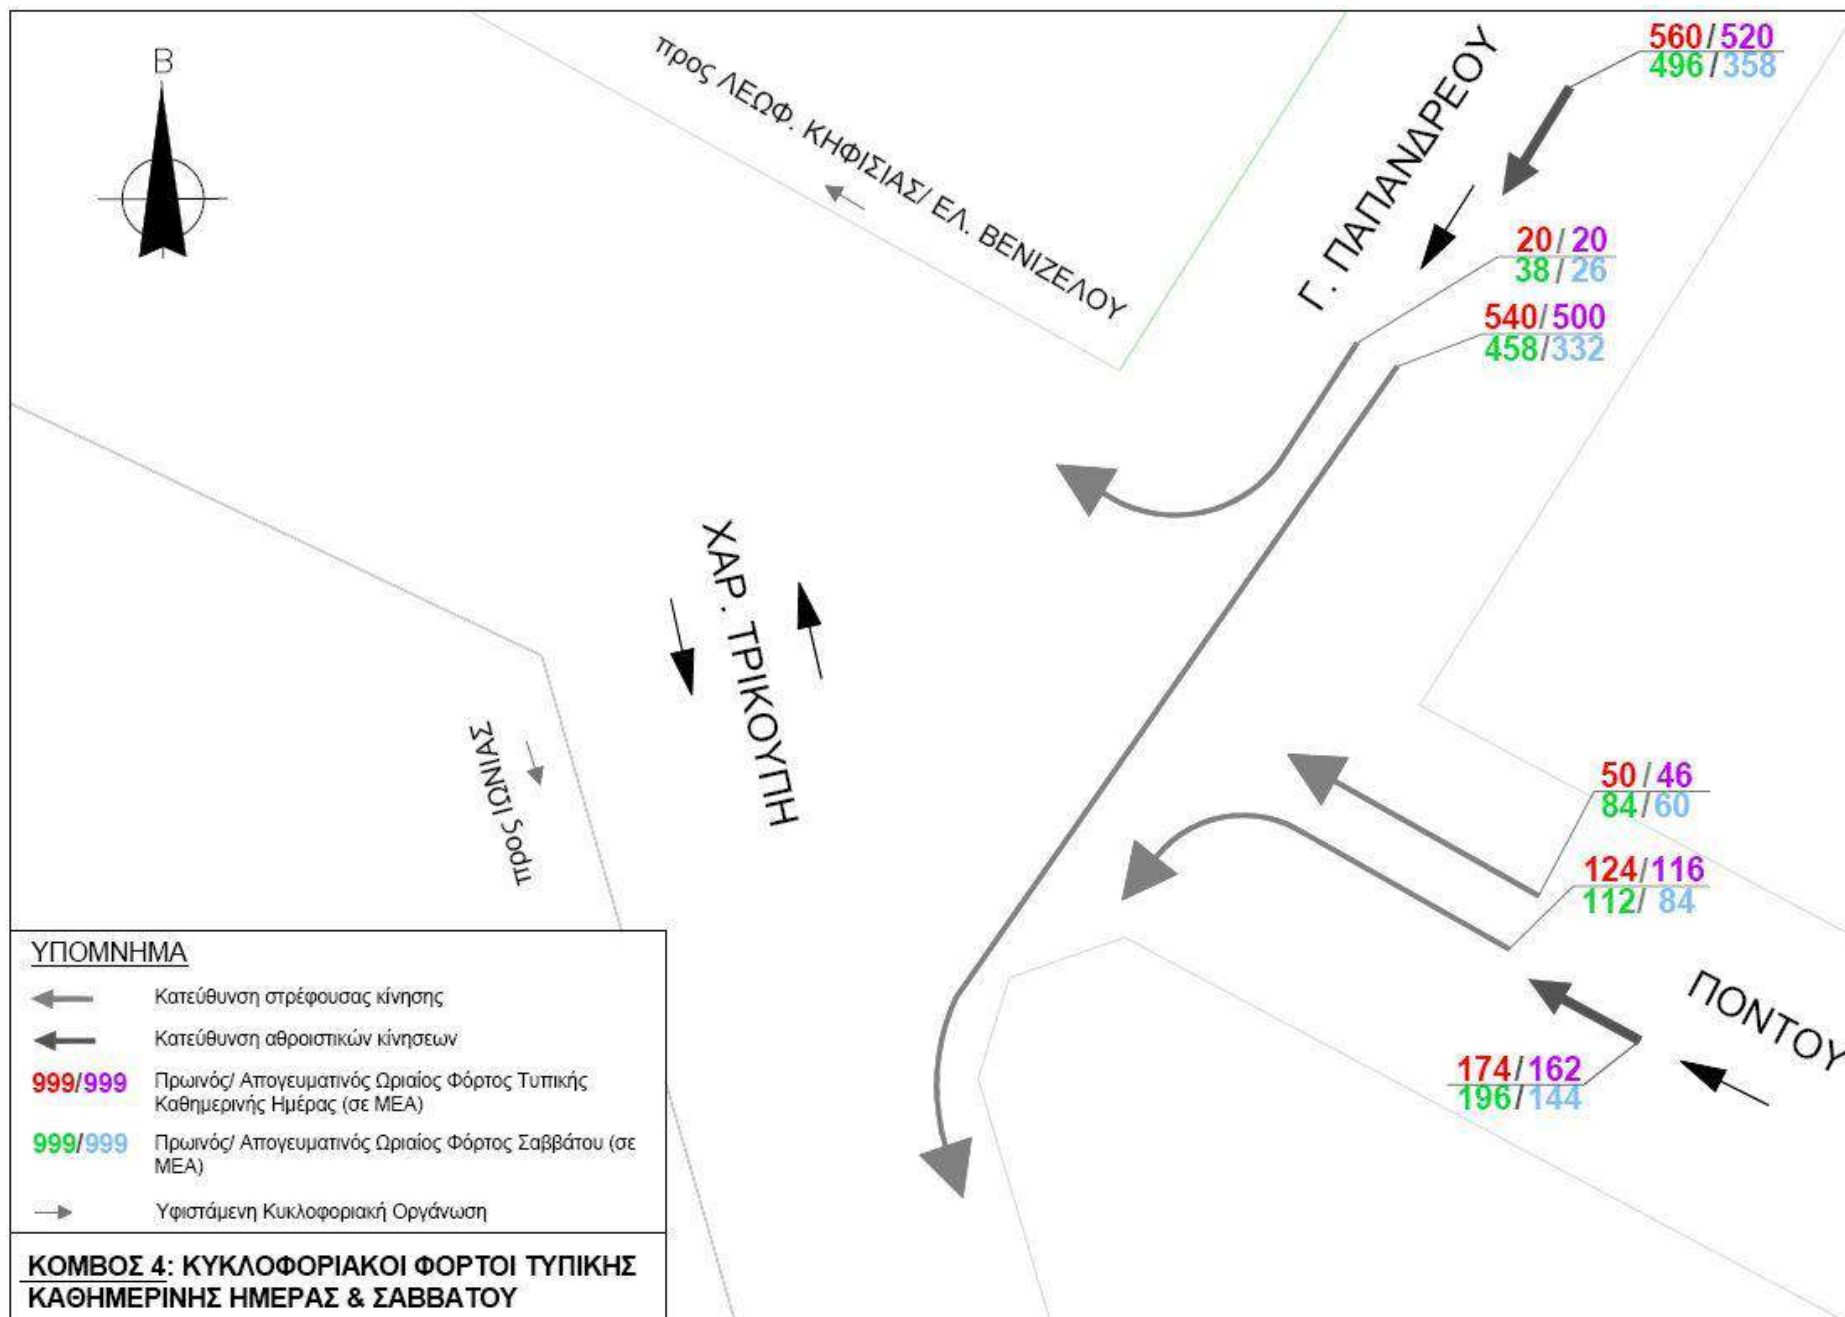 B
προς ΛΕΩΦ. ΚΗΦΙΣΙΑΣ/ ΕΛ. ΒΕΝΙΖΕΛΟΥ
Γ. ΠΑΠΑΝΔΡΕΟΥ
560/520
496/358
20/20
38/26
540/500
458/332
ΧΑΡ. ΤΡΙΚΟΥΠΗ
προς ΙΩΝΙΑΣ
50/46
84/60
124/116
112/84
ΠΟΝΤΟΥ
174/162
196/144
ΥΠΟΜΝΗΜΑ
Κατεύθυνση στρέφουσας κίνησης
Κατεύθυνση αθροιστικών κίνησεων
999/999 Πρωινός/ Απογευματινός Ωριαίος Φόρτος Τυπικής
Καθημερινής Ημέρας (σε ΜΕΑ)
999/999 Πρωινός/ Απογευματινός Ωριαίος Φόρτος Σαββάτου (σε
ΜΕΑ)
Υφιστάμενη Κυκλοφοριακή Οργάνωση
ΚΟΜΒΟΣ 4: ΚΥΚΛΟΦΟΡΙΑΚΟΙ ΦΟΡΤΟΙ ΤΥΠΙΚΗΣ
ΚΑΘΗΜΕΡΙΝΗΣ ΗΜΕΡΑΣ & ΣΑΒΒΑΤΟΥ